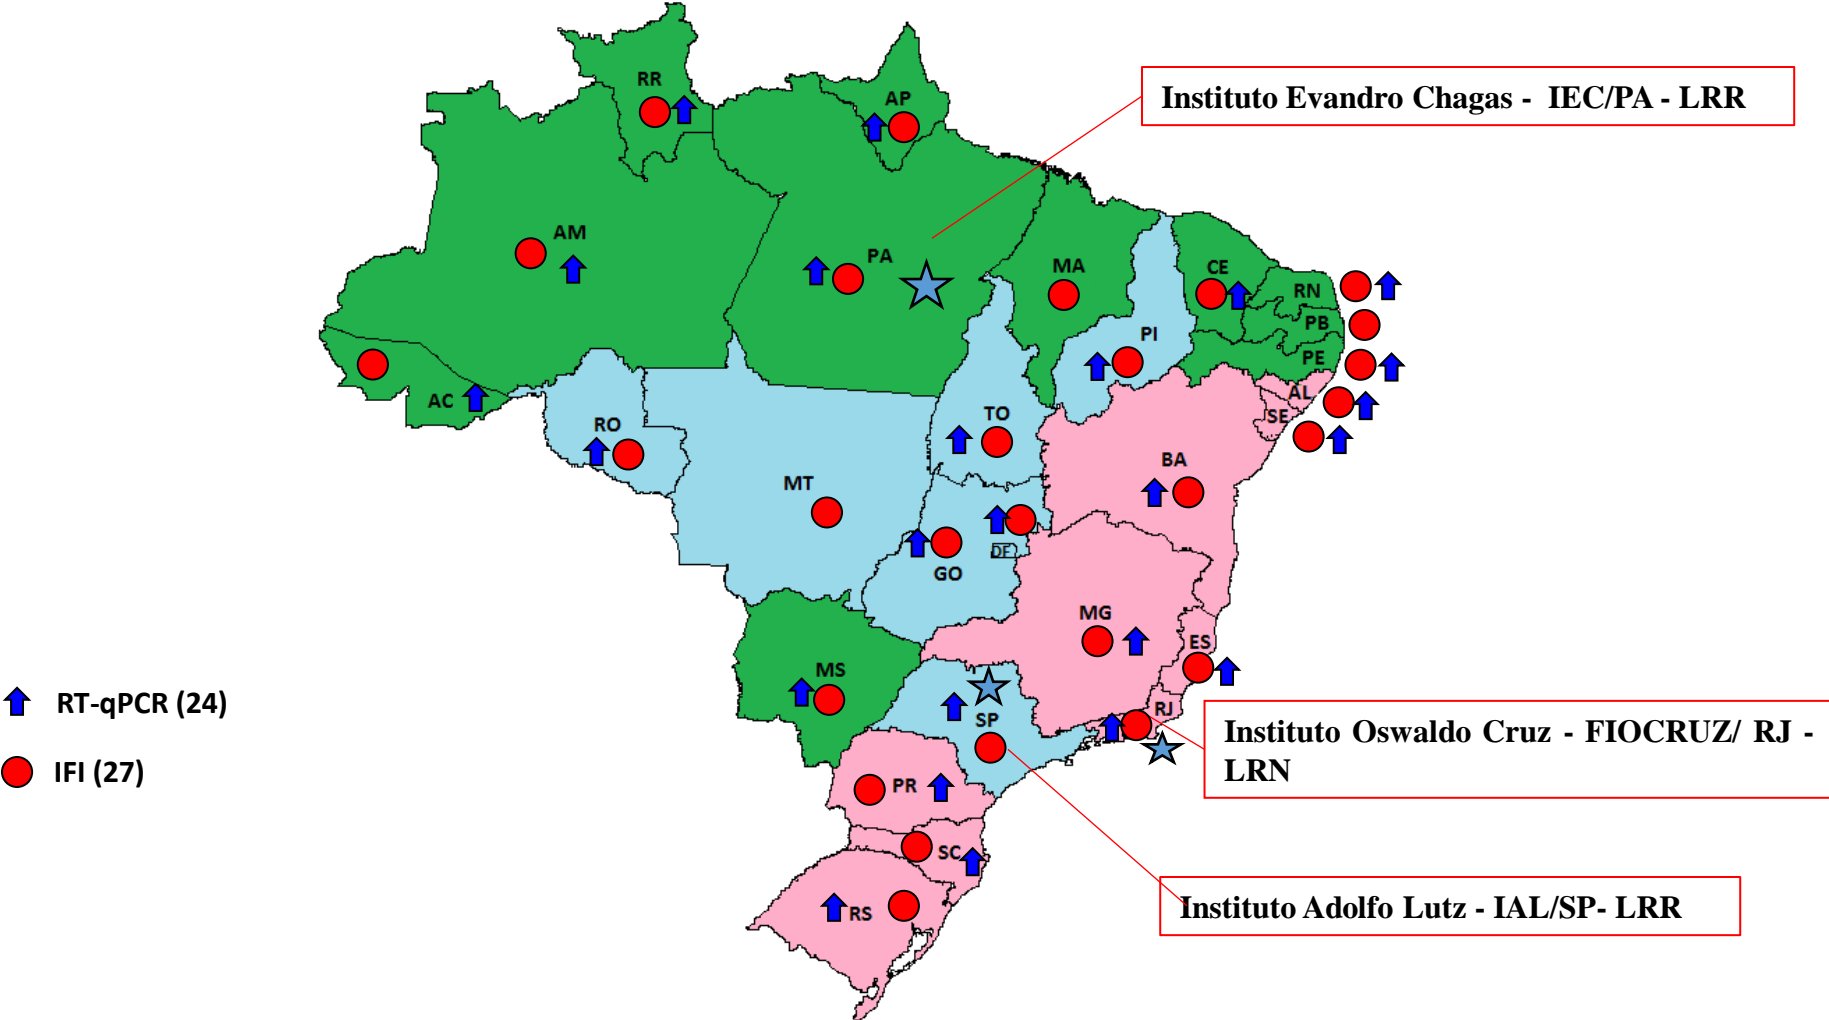 RR
AP
Instituto Evandro Chagas - IEC/PA - LRR
AM
PA
MA
CE
RN
PB
PI
PE
AL
AC
SE
TO
RO
BA
MT
DF
GO
MG
ES
MS
RJ
SP
RT-qPCR (24)
Instituto Oswaldo Cruz - FIOCRUZ/ RJ -
LRN
IFI (27)
PR
SC
Instituto Adolfo Lutz - IAL/SP- LRR
RS